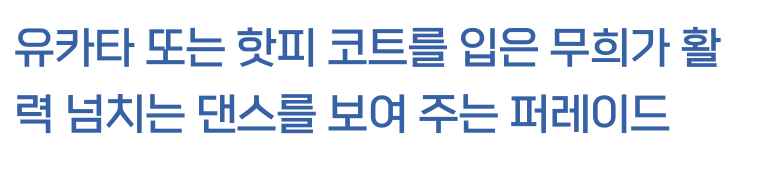 유카타 또는 핫피 코트를 입은 무희가 활
력 넘치는 댄스를 보여 주는 퍼레이드